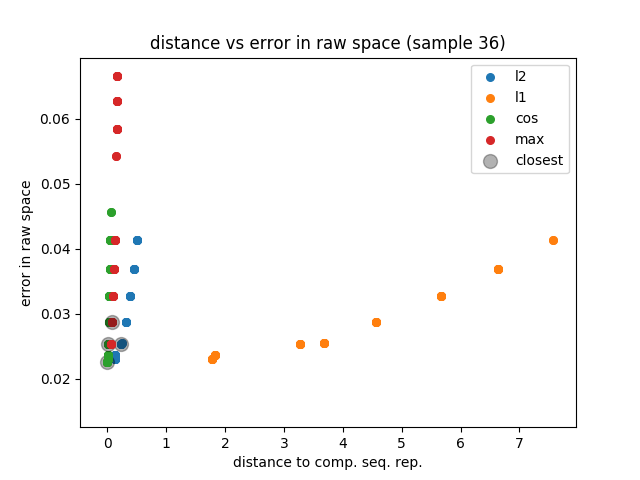 distance vs error in raw space (sample 36)
l2
l1
cos
max
closest
error in raw space
0.06
0.05
0.04
0.03
0.02
0
1
2
3
4
5
6
7
distance to comp. seq. rep.